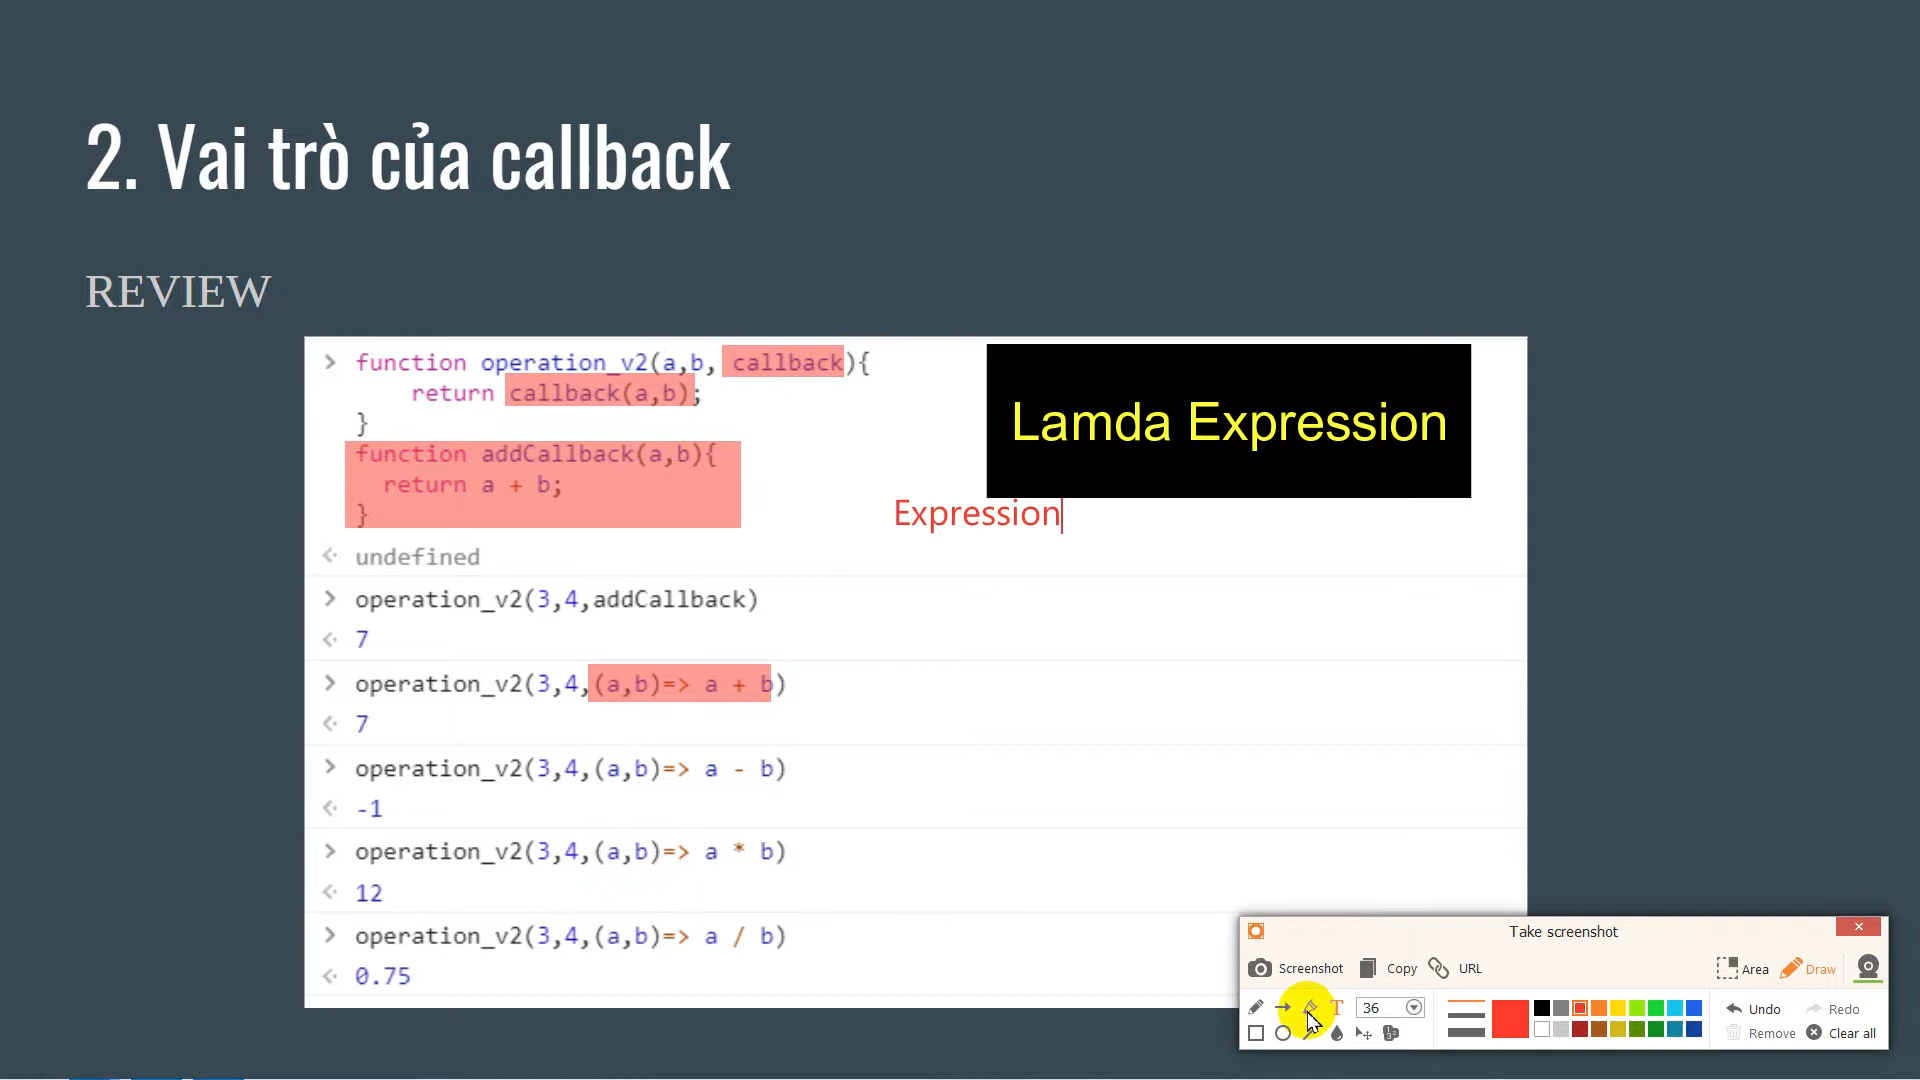 2. Vai trò của callback
REVIEW
> function operation_v2(a,b, callback){
return callback(a,b);
}
function addCallback(a,b){
return a + b;
}
Lamda Expression
Expression
undefined
> operation_v2(3,4,addCallback)
7
> operation_v2(3,4,(a,b)=> a + b)
7
> operation_v2(3,4,(a,b)=> a - b)
-1
> operation_v2(3,4,(a,b)=> a * b)
12
> operation_v2(3,4,(a,b)=> a / b)
0.75
Take screenshot
Screenshot Copy URL Area Draw
T 36 Undo Redo
Remove Clear all